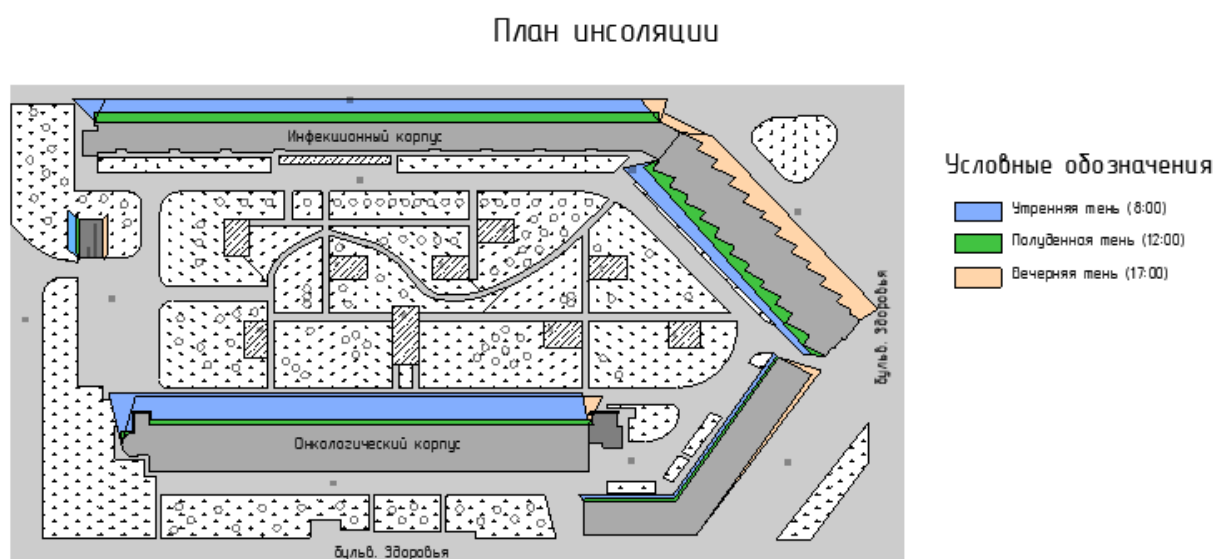 План инсоляции
Инфекционный корпус
Условные обозначения
Утренняя тень (8:00)
Полуденная тень (12:00)
Вечерняя тень (17:00)
бульв. Здоровья
Онкологический корпус
бульв. Здоровья